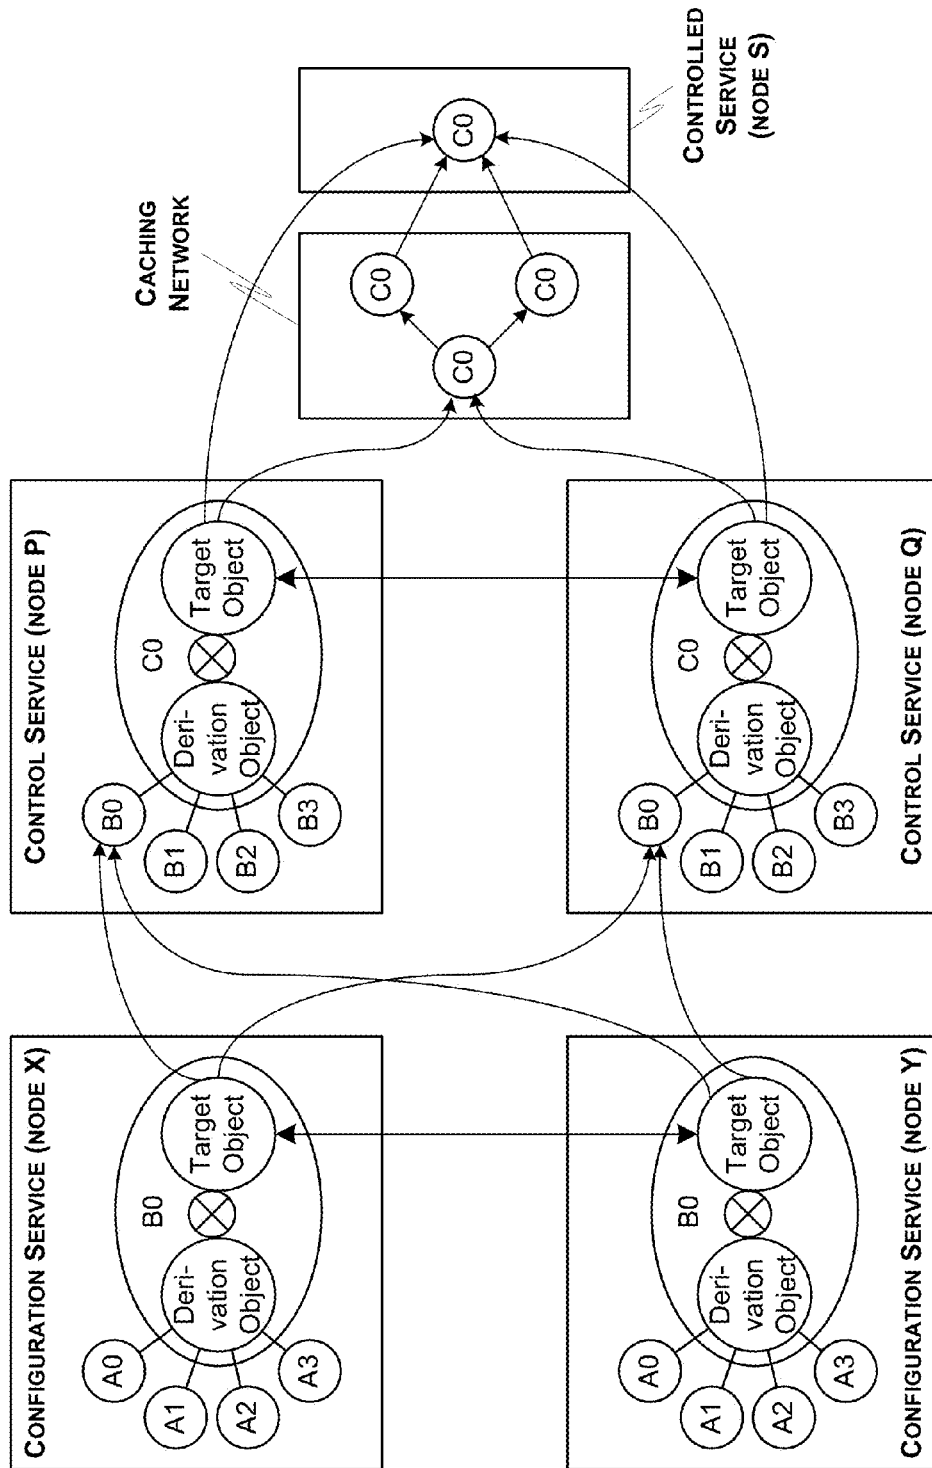 CONFIGURATION SERVICE (NODE X)
A0
A1
A2
A3
Deri-
vation
Object
B0
Target
Object
CONFIGURATION SERVICE (NODE Y)
A0
A1
A2
A3
Deri-
vation
Object
B0
Target
Object
CONTROL SERVICE (NODE P)
B0
B1
B2
B3
Deri-
vation
Object
C0
Target
Object
CONTROL SERVICE (NODE Q)
B0
B1
B2
B3
Deri-
vation
Object
C0
Target
Object
CACHING
NETWORK
C0
C0
C0
CONTROLLED
SERVICE
(NODE S)
C0